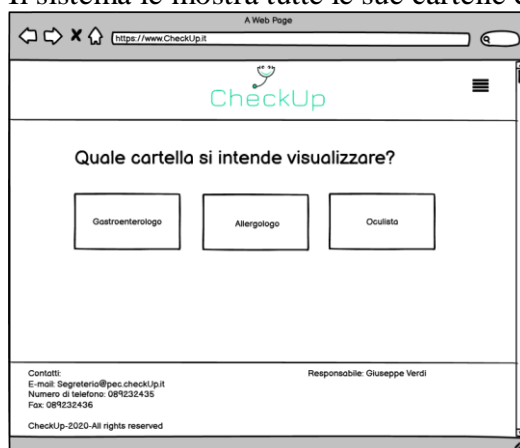 Il sistema le mostra tutte le sue cartelle
A Web Page
https://www.CheckUp.it
CheckUp
Quale cartella si intende visualizzare?
Gastroenterologo Allergologo Oculista
Contatti: Responsabile: Giuseppe Verdi
E-mail: Segreteria@pec.checkUp.it
Numero di telefono: 089232435
Fax: 089232436
CheckUp-2020-All rights reserved